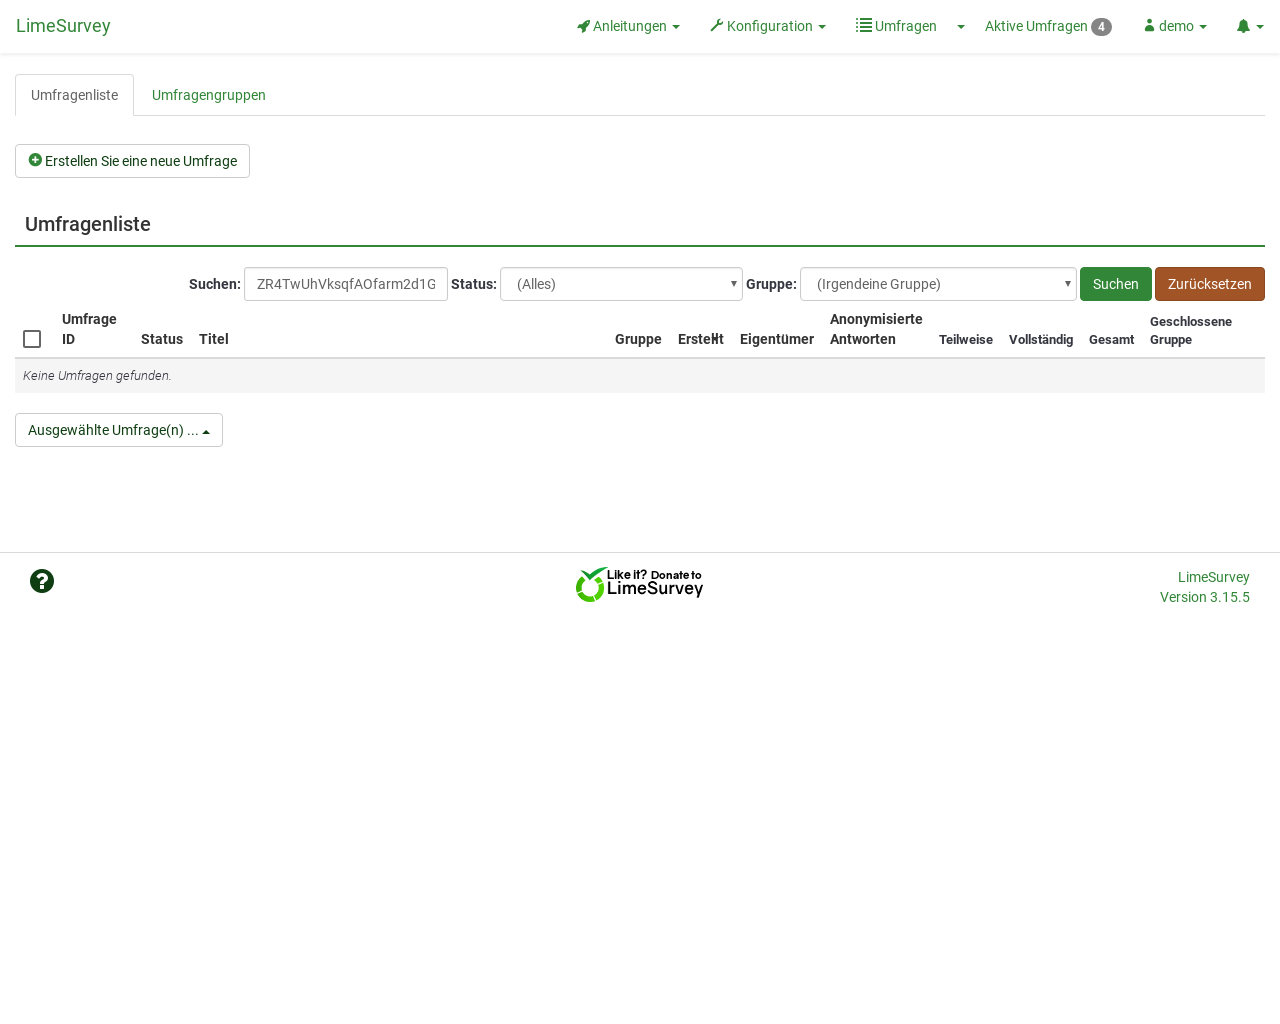 LimeSurvey Anleitungen Konfiguration Umfragen Aktive Umfragen 4 demo
Umfragenliste Umfragengruppen
Erstellen Sie eine neue Umfrage
Umfragenliste
Suchen: ZR4TwUhVksqfAOfarm2d1G Status: (Alles) Gruppe: (Irgendeine Gruppe) Suchen Zurücksetzen
Umfrage ID Status Titel Gruppe Erstellt Eigentümer Anonymisierte Antworten Teilweise Vollständig Gesamt Geschlossene Gruppe
Keine Umfragen gefunden.
Ausgewählte Umfrage(n) ...
Like it? Donate to
LimeSurvey
LimeSurvey
Version 3.15.5